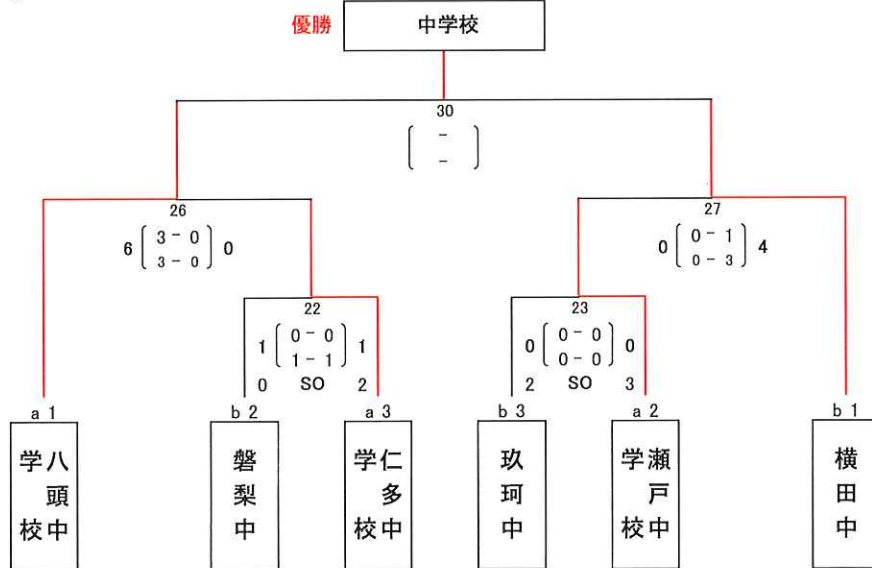 優勝 中学校
30
-
-
26 27
6 3 - 0 0
3 - 0
0 0 - 1 4
0 - 3
22 23
1 0 - 0 1
1 - 1
0 SO 2
0 0 - 0 0
0 - 0
2 SO 3
a 1 b 2 a 3 b 3 a 2 b 1
八頭中学校
磐梨中
仁多中学校
玖珂中
瀬戸中学校
横田中